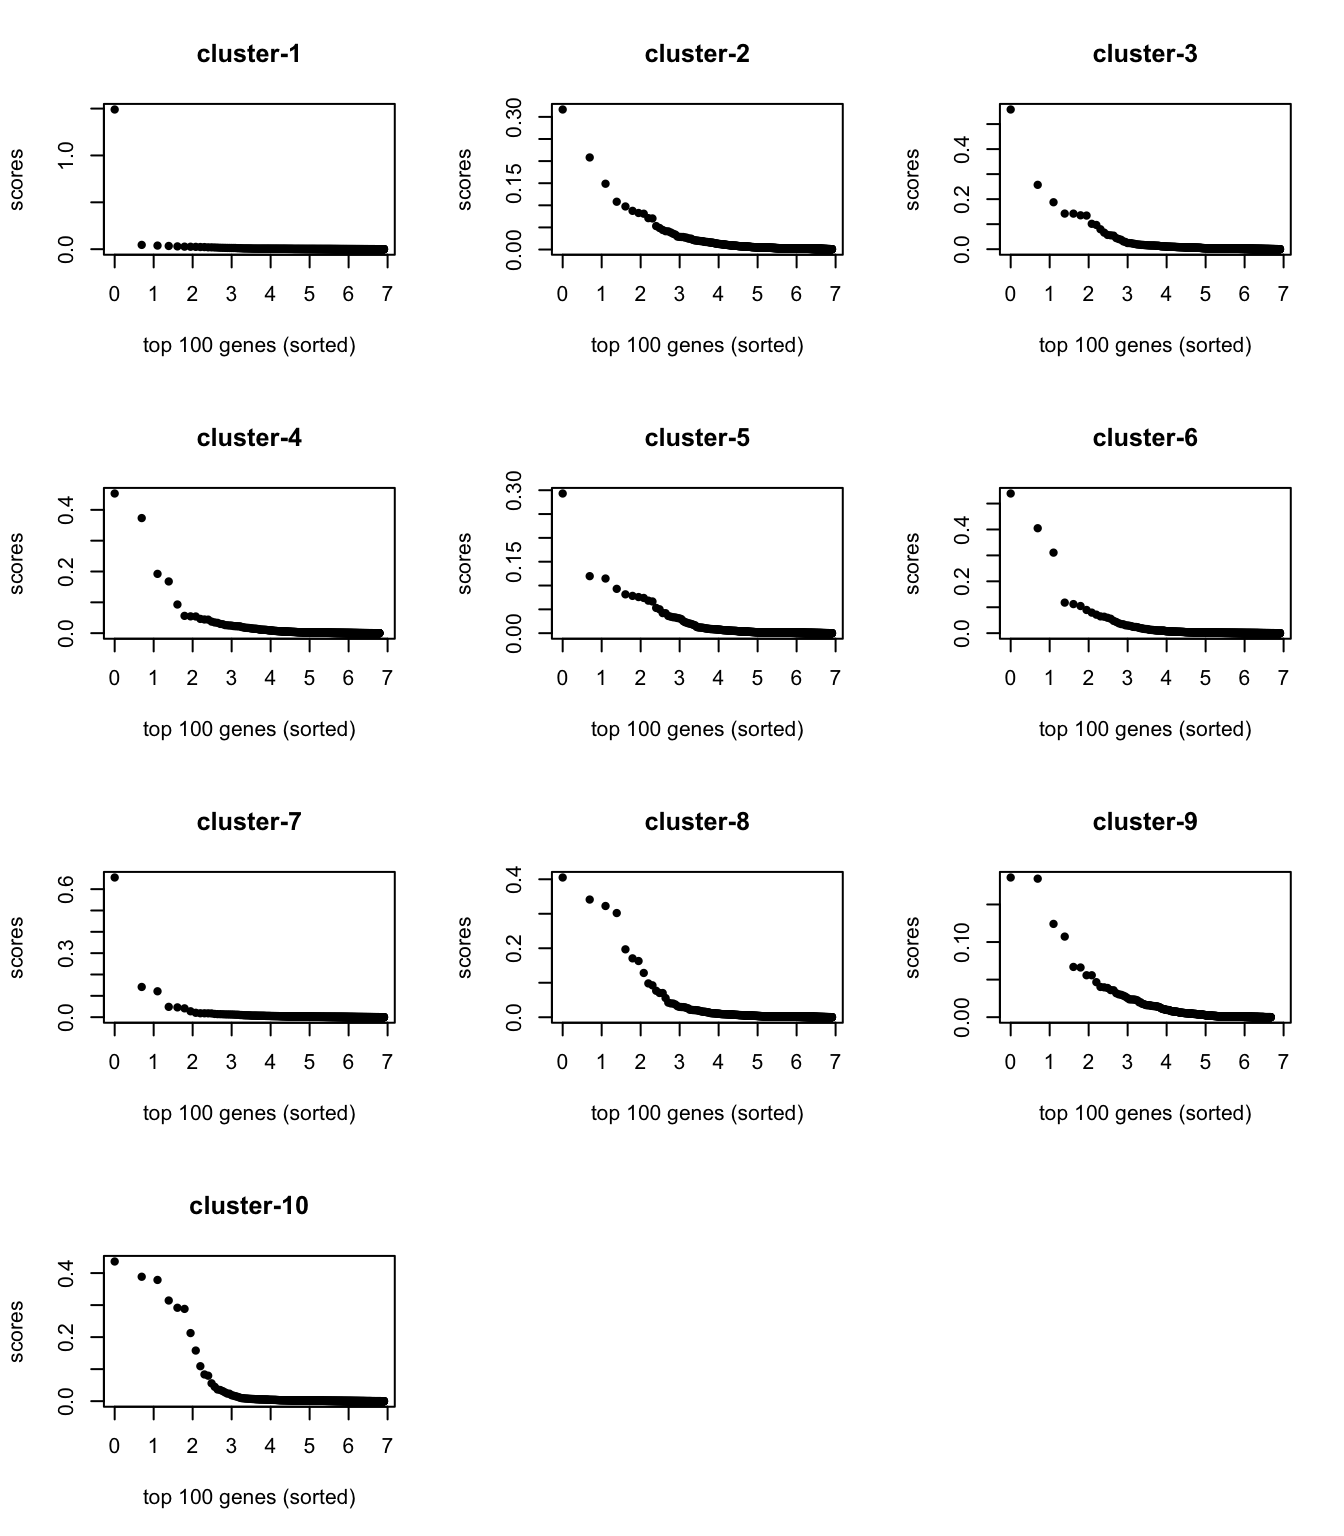 cluster-1
scores
0.0 1.0
0 1 2 3 4 5 6 7
top 100 genes (sorted)
cluster-2
scores
0.00 0.15 0.30
0 1 2 3 4 5 6 7
top 100 genes (sorted)
cluster-3
scores
0.0 0.2 0.4
0 1 2 3 4 5 6 7
top 100 genes (sorted)
cluster-4
scores
0.0 0.2 0.4
0 1 2 3 4 5 6 7
top 100 genes (sorted)
cluster-5
scores
0.00 0.15 0.30
0 1 2 3 4 5 6 7
top 100 genes (sorted)
cluster-6
scores
0.0 0.2 0.4
0 1 2 3 4 5 6 7
top 100 genes (sorted)
cluster-7
scores
0.0 0.3 0.6
0 1 2 3 4 5 6 7
top 100 genes (sorted)
cluster-8
scores
0.0 0.2 0.4
0 1 2 3 4 5 6 7
top 100 genes (sorted)
cluster-9
scores
0.00 0.10
0 1 2 3 4 5 6 7
top 100 genes (sorted)
cluster-10
scores
0.0 0.2 0.4
0 1 2 3 4 5 6 7
top 100 genes (sorted)